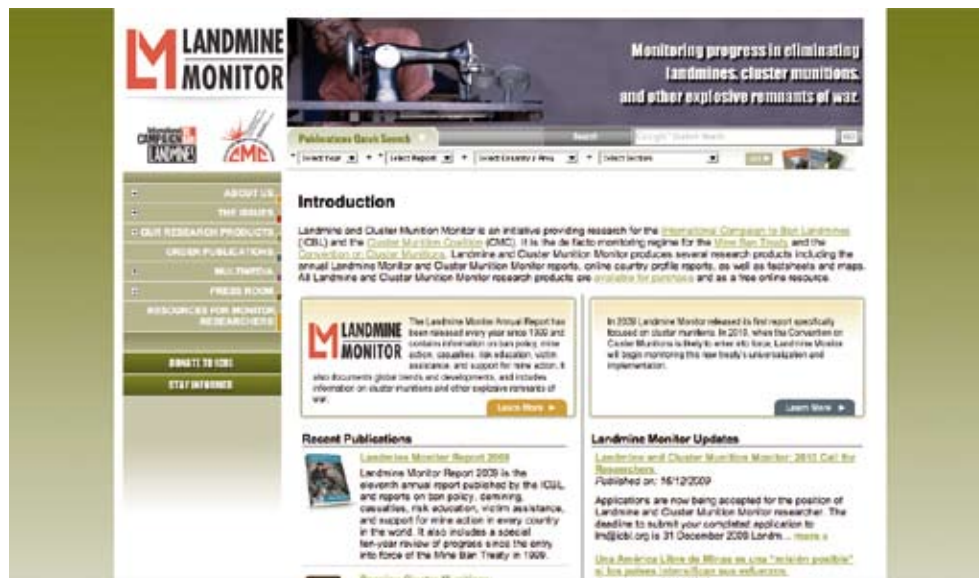 LANDMINE
MONITOR
Monitoring progress in eliminating
landmines, cluster munitions,
and other explosive remnants of war.
International
CAMPAIGN
BAN
LANDMINES
CMC
Publications Quick Search
Search
* Select Year + * Select Report + Select Country / Area + Select Section
ABOUT US
THE ISSUES
OUR RESEARCH PRODUCTS
ORDER PUBLICATIONS
MULTIMEDIA
PRESS ROOM
RESOURCES FOR MONITOR
RESEARCHERS
DONATE TO ICBL
STAY INFORMED
Introduction
Landmine and Cluster Munition Monitor is an initiative providing research for the International Campaign to Ban Landmines
(ICBL) and the Cluster Munition Coalition (CMC). It is the de facto monitoring regime for the Mine Ban Treaty and the
Convention on Cluster Munitions. Landmine and Cluster Munition Monitor produces several research products including the
annual Landmine Monitor and Cluster Munition Monitor reports, online country profile reports, as well as factsheets and maps.
All Landmine and Cluster Munition Monitor research products are available for purchase and as a free online resource.
LANDMINE
MONITOR
The Landmine Monitor Annual Report has
been released every year since 1999 and
contains information on ban policy, mine
action, casualties, risk education, victim
assistance, and support for mine action. It
also documents global trends and developments, and includes
information on cluster munitions and other explosive remnants of
war.
Learn More
In 2009 Landmine Monitor released its first report specifically
focused on cluster munitions. In 2010, when the Convention on
Cluster Munitions is likely to enter into force, Landmine Monitor
will begin monitoring this new treaty's universalization and
implementation.
Learn More
Recent Publications
Landmine Monitor Report 2009
Landmine Monitor Report 2009 is the
eleventh annual report published by the ICBL,
and reports on ban policy, demining,
casualties, risk education, victim assistance,
and support for mine action in every country
in the world. It also includes a special
ten-year review of progress since the entry
into force of the Mine Ban Treaty in 1999.
Landmine Monitor Updates
Landmine and Cluster Munition Monitor: 2010 Call for
Researchers
Published on: 16/12/2009
Applications are now being accepted for the position of
Landmine and Cluster Munition Monitor researcher. The
deadline to submit your completed application to
lm@icbl.org is 31 December 2009 Landm... more »
Una América Libre de Minas es una "misión posible"
si los países intensifican sus esfuerzos.